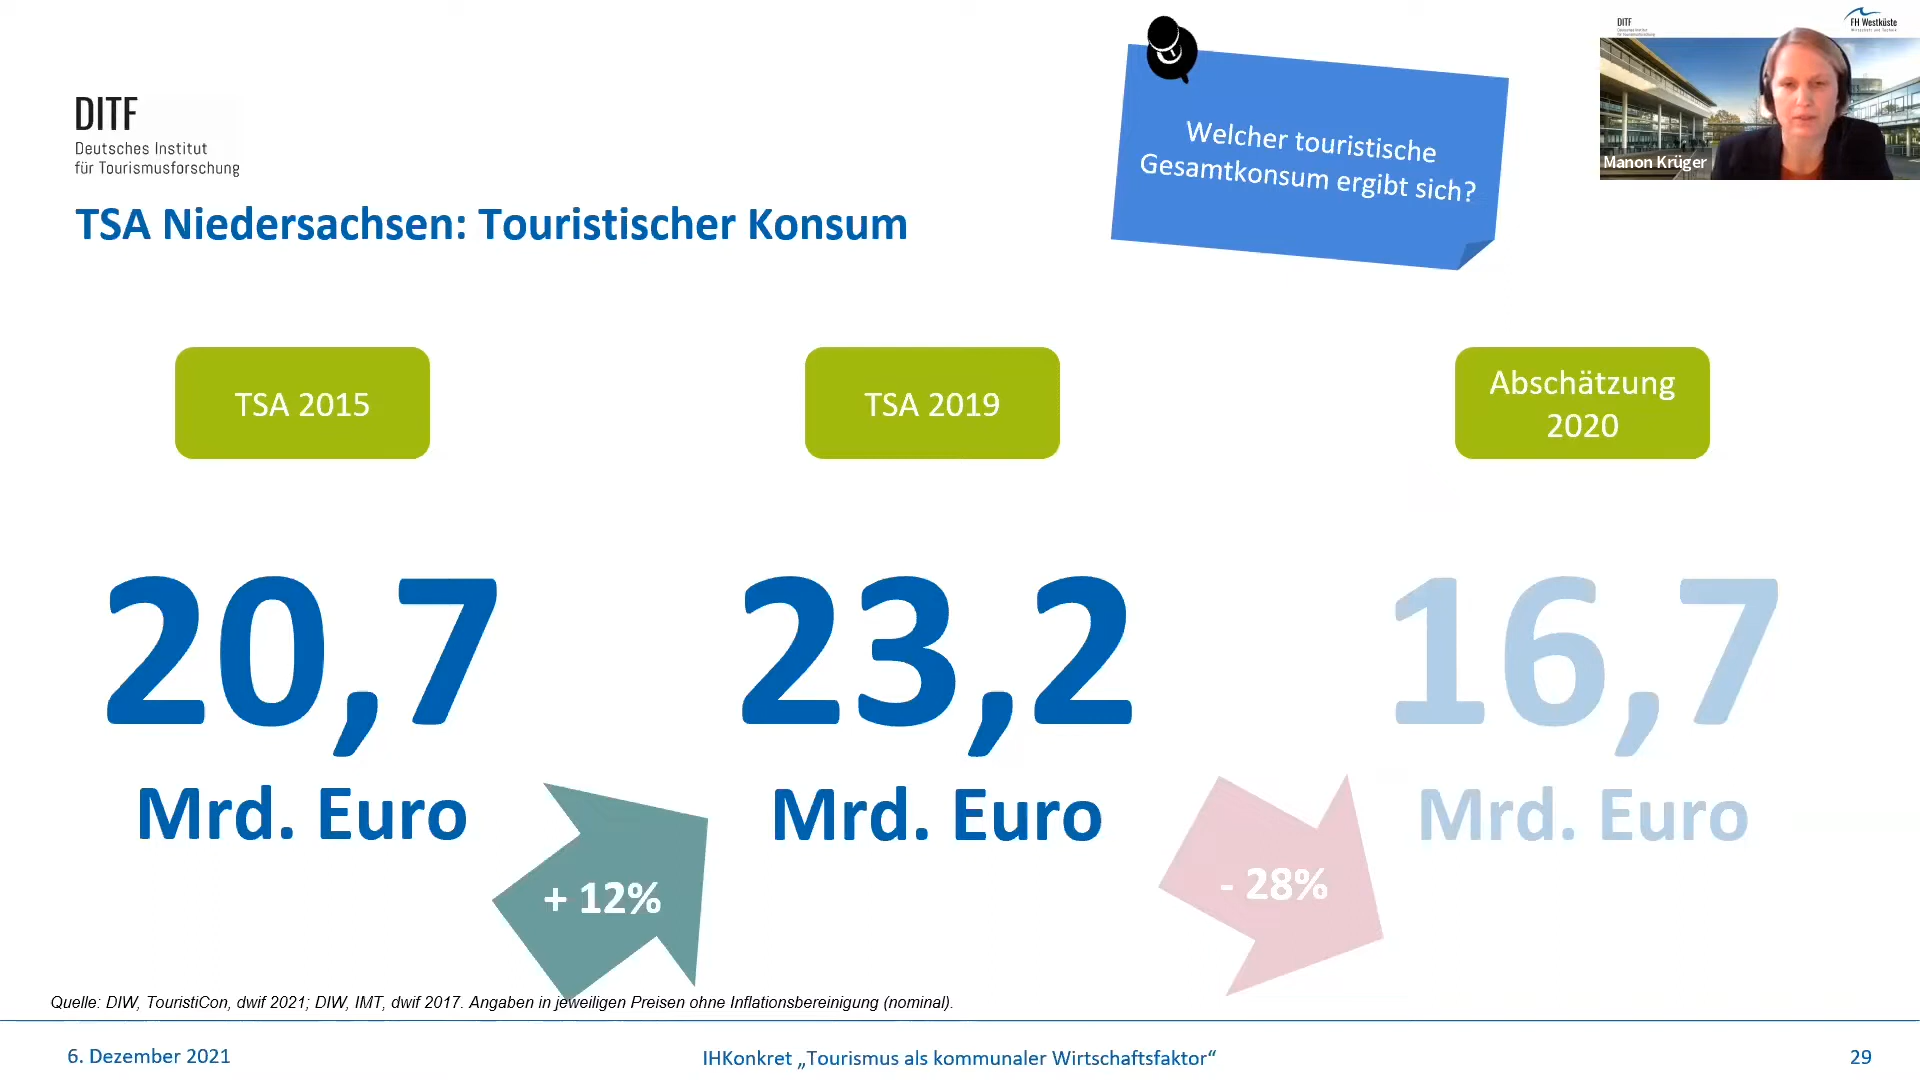 DITF
Deutsches Institut
für Tourismusforschung
TSA Niedersachsen: Touristischer Konsum
Welcher touristische
Gesamtkonsum ergibt sich?
DITF
FH Westküste
Manon Krüger
TSA 2015
TSA 2019
Abschätzung
2020
20,7
Mrd. Euro
+ 12%
23,2
Mrd. Euro
- 28%
16,7
Mrd. Euro
Quelle: DIW, TouristiCon, dwif 2021; DIW, IMT, dwif 2017. Angaben in jeweiligen Preisen ohne Inflationsbereinigung (nominal).
6. Dezember 2021
IHKonkret „Tourismus als kommunaler Wirtschaftsfaktor“
29